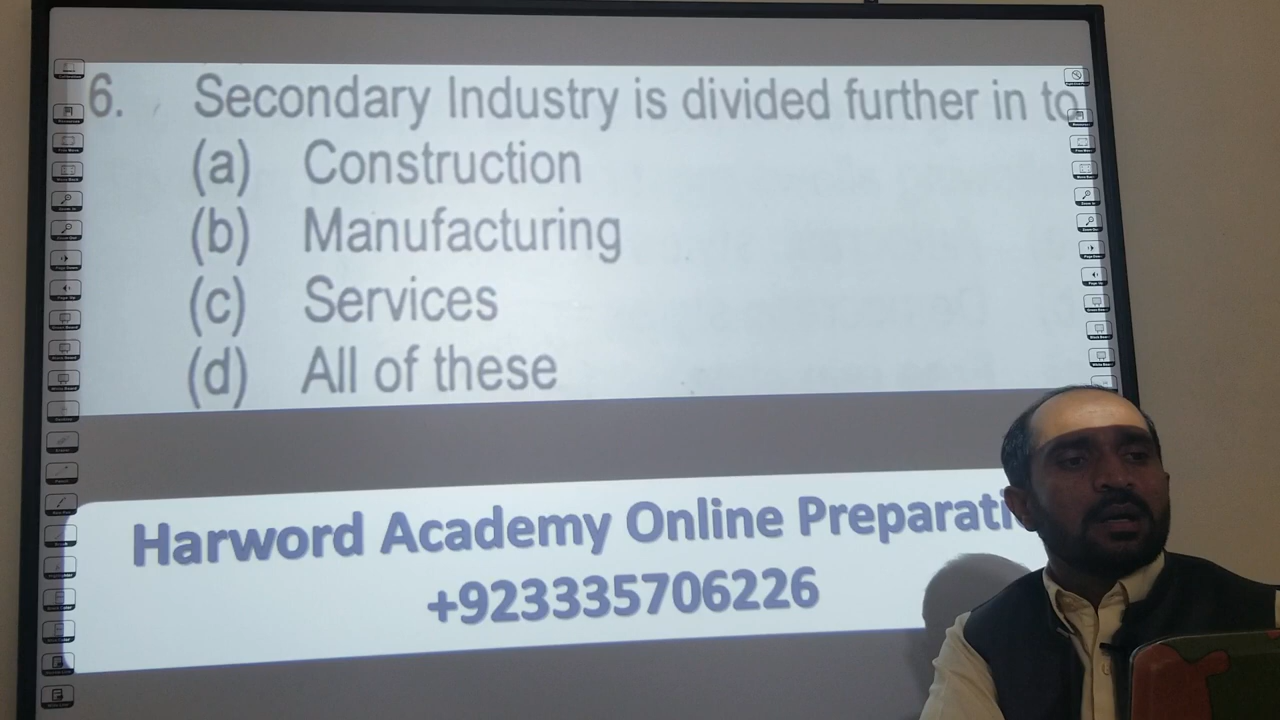 6. Secondary Industry is divided further in to
(a) Construction
(b) Manufacturing
(c) Services
(d) All of these
Harword Academy Online Preparati
+923335706226